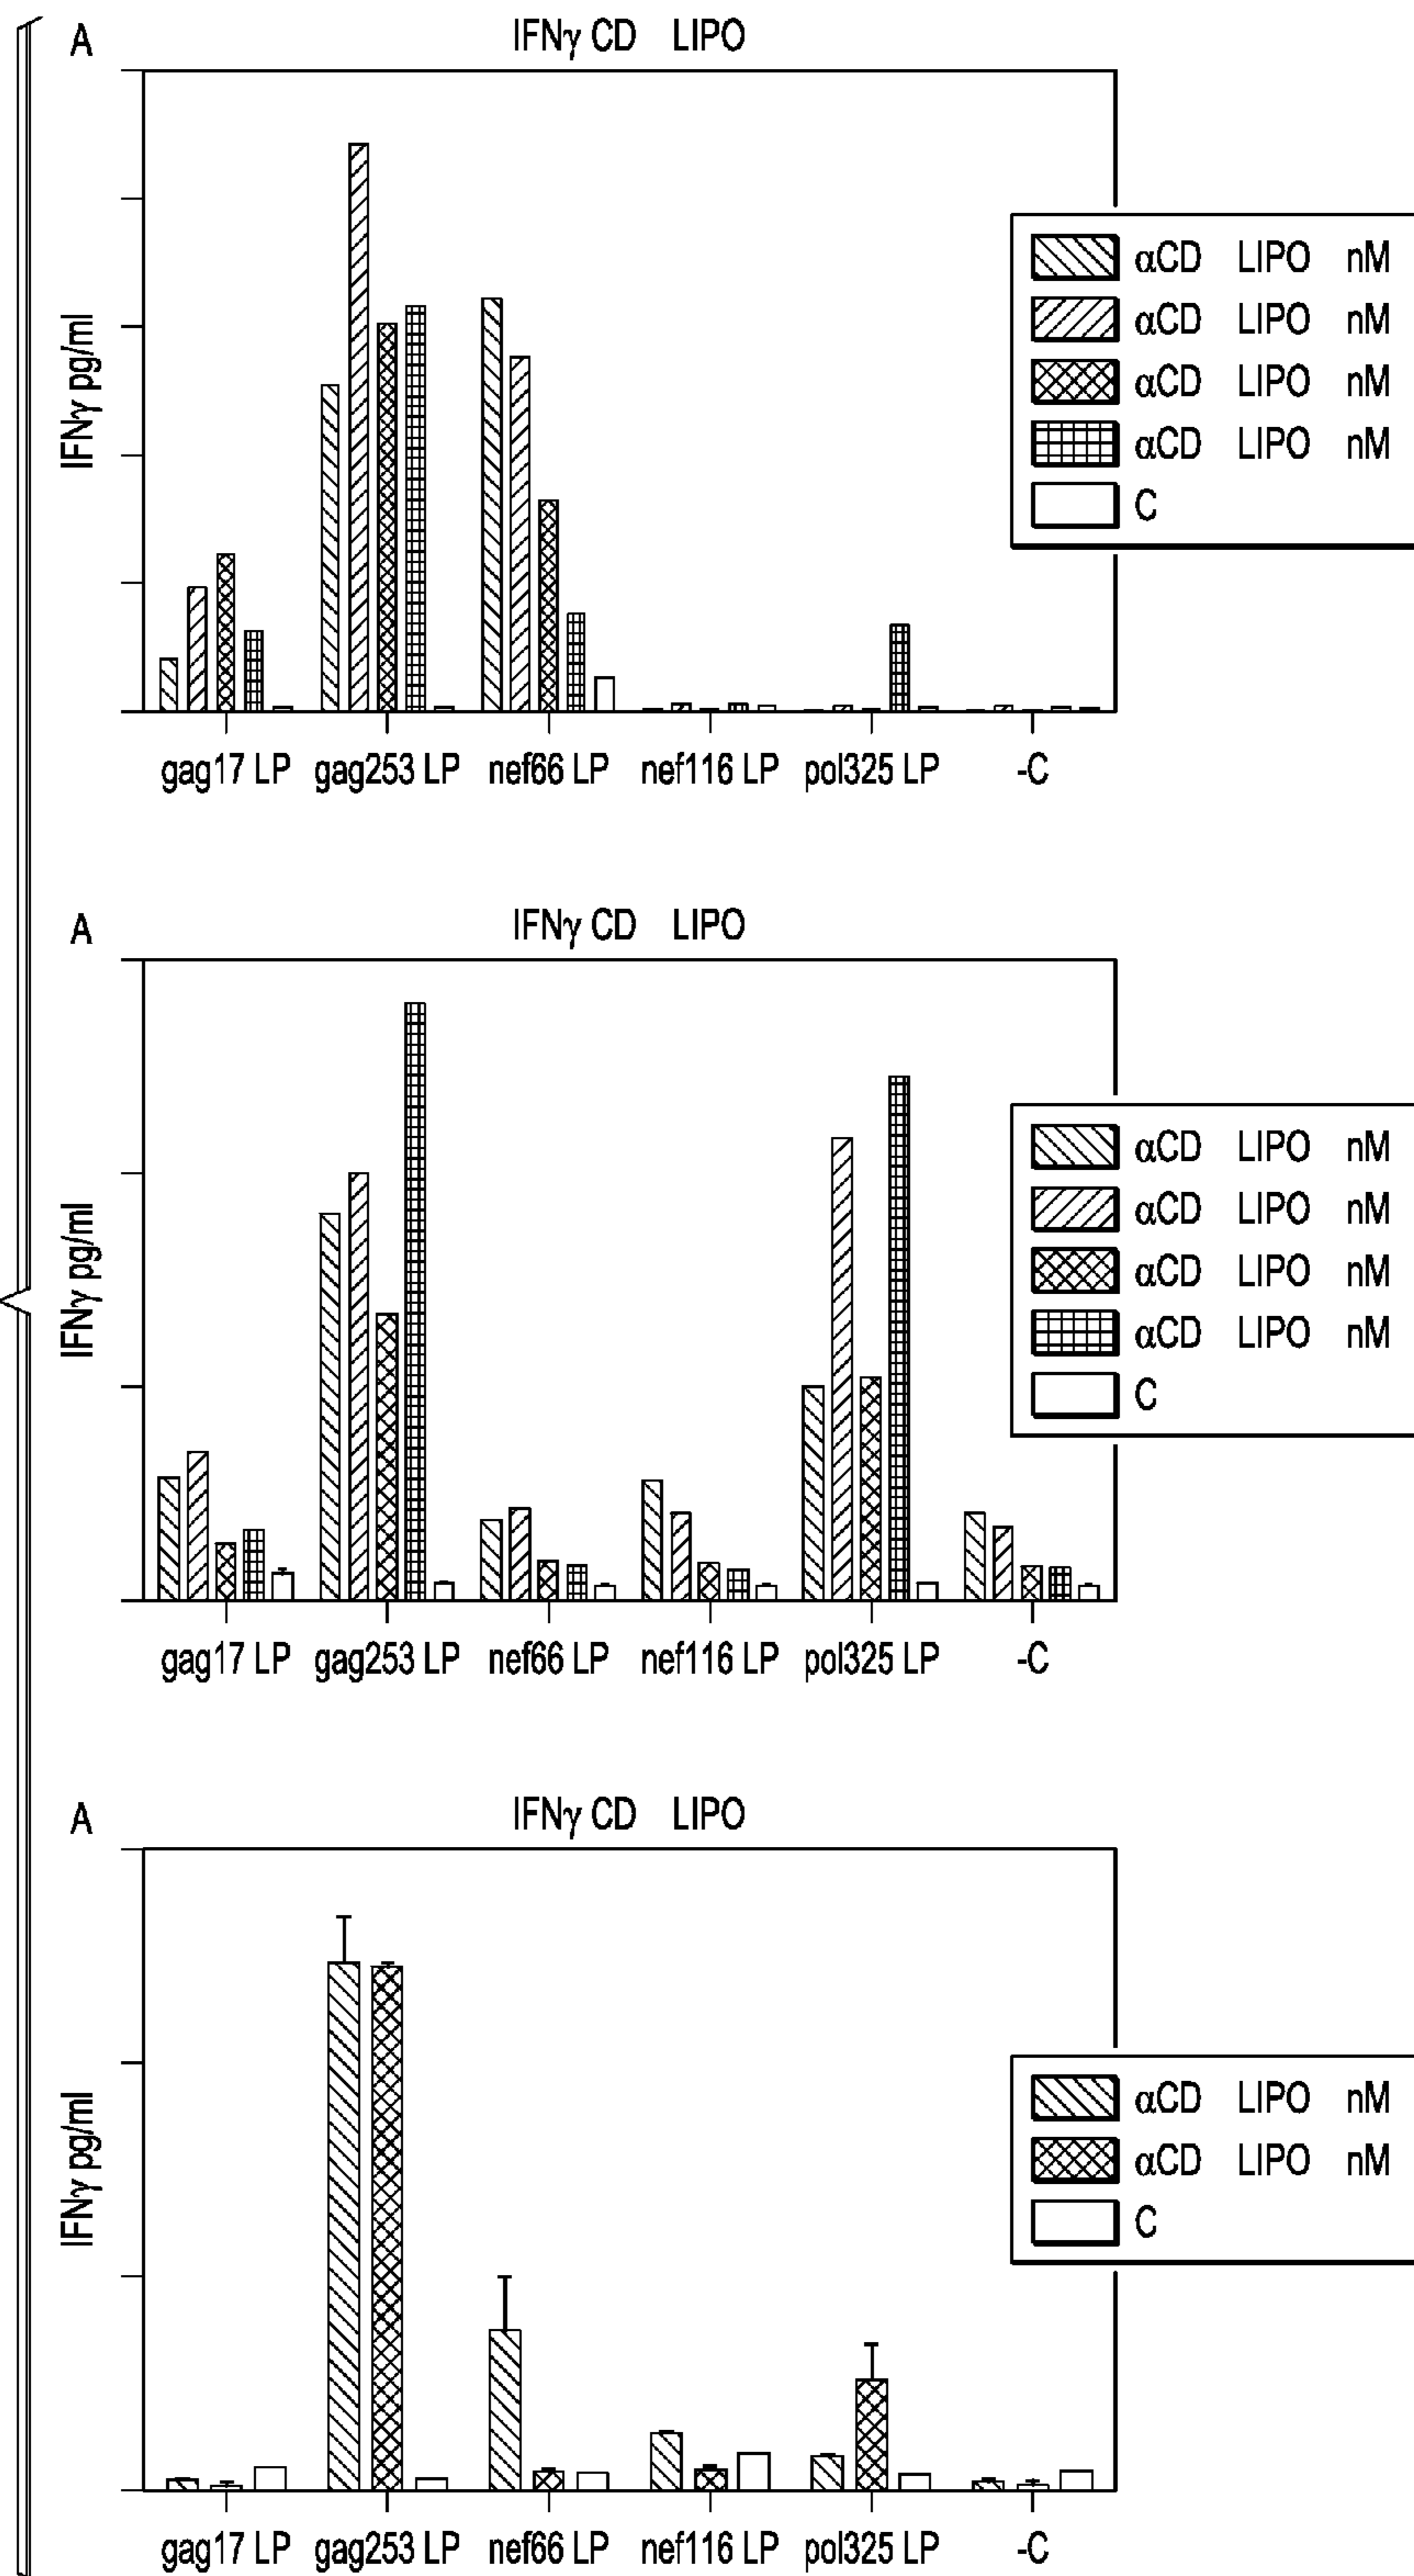 A IFNγ CD LIPO
IFNγ pg/ml
αCD LIPO nM
αCD LIPO nM
αCD LIPO nM
αCD LIPO nM
C
gag17 LP gag253 LP nef66 LP nef116 LP pol325 LP -C
A IFNγ CD LIPO
IFNγ pg/ml
αCD LIPO nM
αCD LIPO nM
αCD LIPO nM
αCD LIPO nM
C
gag17 LP gag253 LP nef66 LP nef116 LP pol325 LP -C
A IFNγ CD LIPO
IFNγ pg/ml
αCD LIPO nM
αCD LIPO nM
C
gag17 LP gag253 LP nef66 LP nef116 LP pol325 LP -C